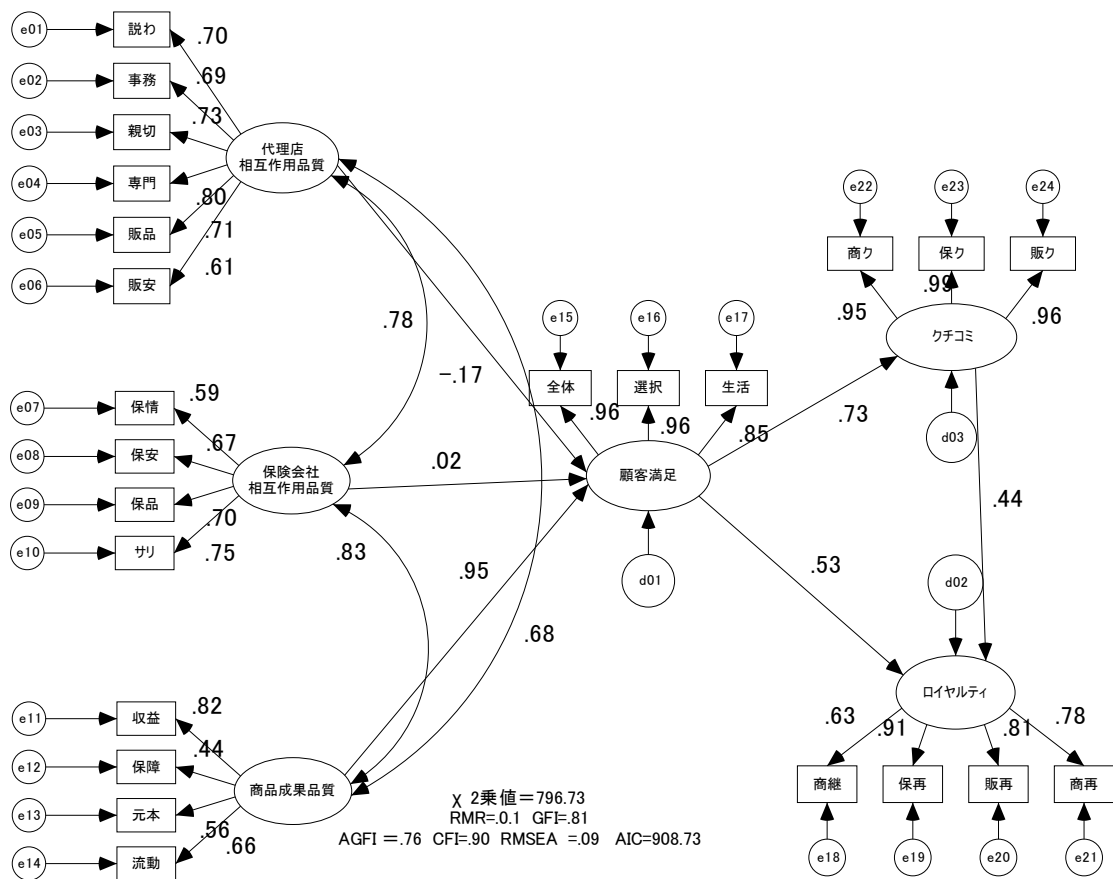 e01
説わ
.70
e02
事務
.69
e03
親切
.73
代理店
相互作用品質
e04
専門
.80
e05
販品
.71
e06
販安
.61
e22
e23
e24
商ク
保ク
販ク
.95
.99
.96
クチコミ
d03
.78
-.17
e15
e16
e17
全体
選択
生活
.96
.96
.85
.73
顧客満足
d01
e07
保情
.59
e08
保安
.67
保険会社
相互作用品質
.02
e09
保品
.70
e10
サリ
.75
.83
.95
.68
.53
.44
d02
ロイヤルティ
.63
.91
.81
.78
商継
保再
販再
商再
e18
e19
e20
e21
e11
収益
.82
e12
保障
.44
商品成果品質
e13
元本
.56
e14
流動
.66
χ 2乗値=796.73
RMR=.0.1 GFI=.81
AGFI =.76 CFI=.90 RMSEA =.09 AIC=908.73